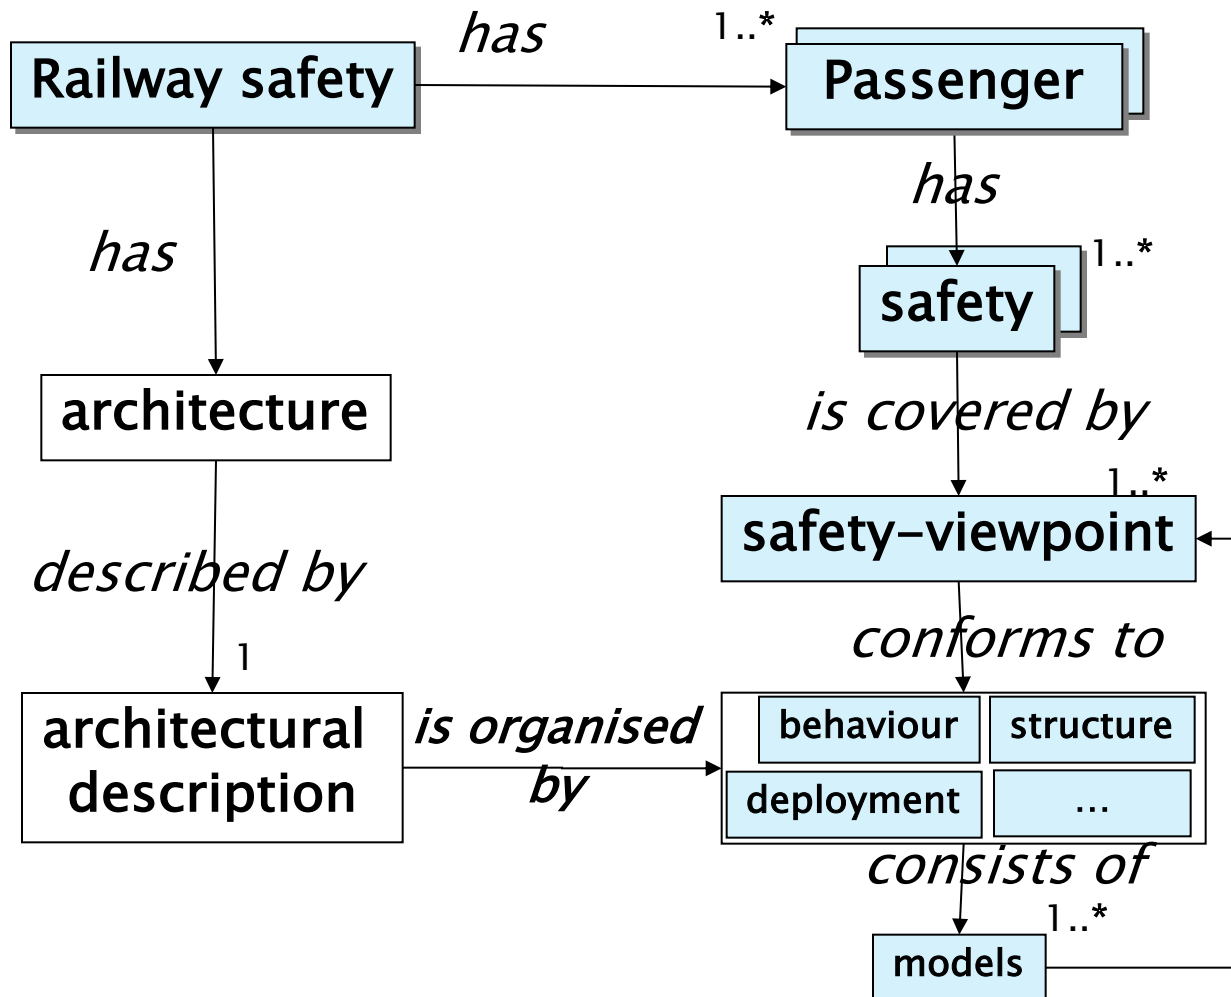 has
1..*
Railway safety
Passenger
has
has
1..*
safety
architecture
is covered by
1..*
safety-viewpoint
described by
conforms to
1
architectural
description
is organised
by
behaviour
structure
deployment
...
consists of
1..*
models